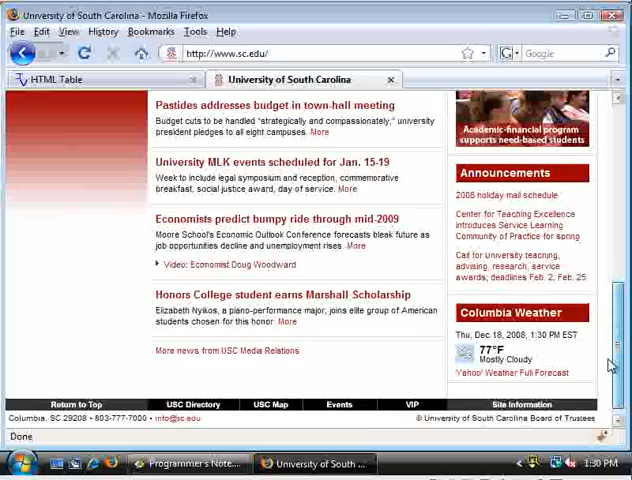 University of South Carolina - Mozilla Firefox
File Edit View History Bookmarks Tools Help
http://www.sc.edu/
Google
HTML Table
University of South Carolina
Pastides addresses budget in town-hall meeting
Budget cuts to be handled "strategically and compassionately," university
president pledges to all eight campuses. More
University MLK events scheduled for Jan. 15-19
Week to include legal symposium and reception, commemorative
breakfast, social justice award, day of service. More
Economists predict bumpy ride through mid-2009
Moore School's Economic Outlook Conference forecasts bleak future as
job opportunities decline and unemployment rises. More
Video: Economist Doug Woodward
Honors College student earns Marshall Scholarship
Elizabeth Nyikos, a piano-performance major, joins elite group of American
students chosen for this honor More
More news from USC Media Relations
Academic-financial program
supports need-based students
Announcements
2008 holiday mail schedule
Center for Teaching Excellence
introduces Service Learning
Community of Practice for spring
Call for university teaching,
advising, research, service
awards; deadlines Feb. 2, Feb. 25
Columbia Weather
Thu, Dec 18, 2008, 1:30 PM EST
77°F
Mostly Cloudy
Yahoo! Weather Full Forecast
Return to Top USC Directory USC Map Events VIP Site Information
Columbia, SC 29208 • 803-777-7000 • info@sc.edu
© University of South Carolina Board of Trustees
Done
Programmer's Note...
University of South ...
1:30 PM